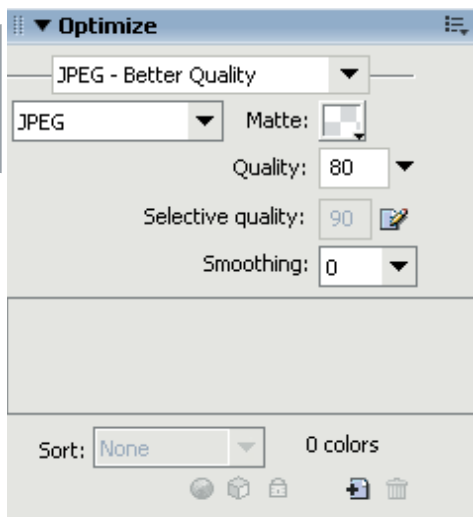 Optimize
JPEG - Better Quality
JPEG Matte:
Quality: 80
Selective quality: 90
Smoothing: 0
Sort: None 0 colors